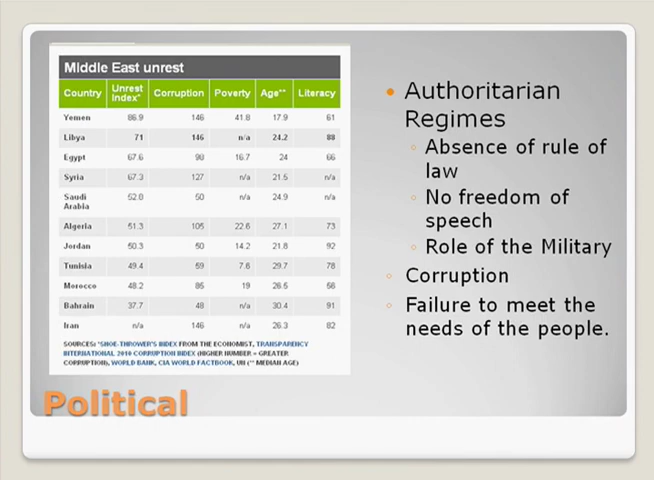 Middle East unrest
Country Unrest Index* Corruption Poverty Age** Literacy
Yemen 86.9 146 41.8 17.9 61
Libya 71 146 n/a 24.2 88
Egypt 67.6 98 16.7 24 66
Syria 67.3 127 n/a 21.5 n/a
Saudi Arabia 52.8 50 n/a 24.9 n/a
Algeria 51.3 105 22.6 27.1 73
Jordan 50.3 50 14.2 21.8 92
Tunisia 49.4 59 7.6 29.7 78
Morocco 48.2 85 19 26.5 56
Bahrain 37.7 48 n/a 30.4 91
Iran n/a 146 n/a 26.3 82
SOURCES: *SHOE-THROWER'S INDEX FROM THE ECONOMIST, TRANSPARENCY
INTERNATIONAL 2010 CORRUPTION INDEX (HIGHER NUMBER = GREATER
CORRUPTION), WORLD BANK, CIA WORLD FACTBOOK, UN (** MEDIAN AGE)
Authoritarian
Regimes
Absence of rule of
law
No freedom of
speech
Role of the Military
Corruption
Failure to meet the
needs of the people.
Political